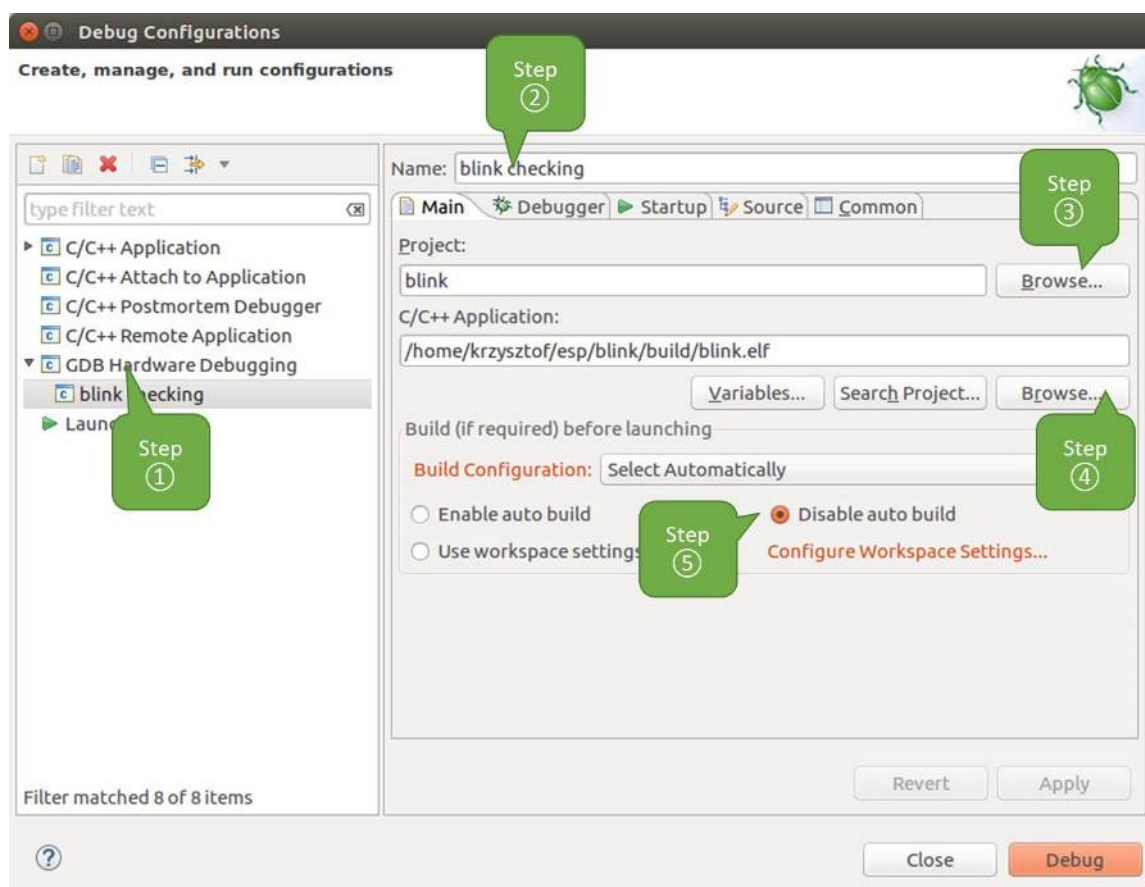 Debug Configurations
Create, manage, and run configurations
Step
②
type filter text
C/C++ Application
C/C++ Attach to Application
C/C++ Postmortem Debugger
C/C++ Remote Application
GDB Hardware Debugging
blink checking
Step
①
Filter matched 8 of 8 items
Name: blink checking
Main Debugger Startup Source Common
Step
③
Project:
blink Browse...
C/C++ Application:
/home/krzysztof/esp/blink/build/blink.elf
Variables... Search Project... Browse...
Step
④
Build (if required) before launching
Build Configuration: Select Automatically
Enable auto build Disable auto build
Step
⑤
Use workspace settings Configure Workspace Settings...
Revert Apply
Close Debug